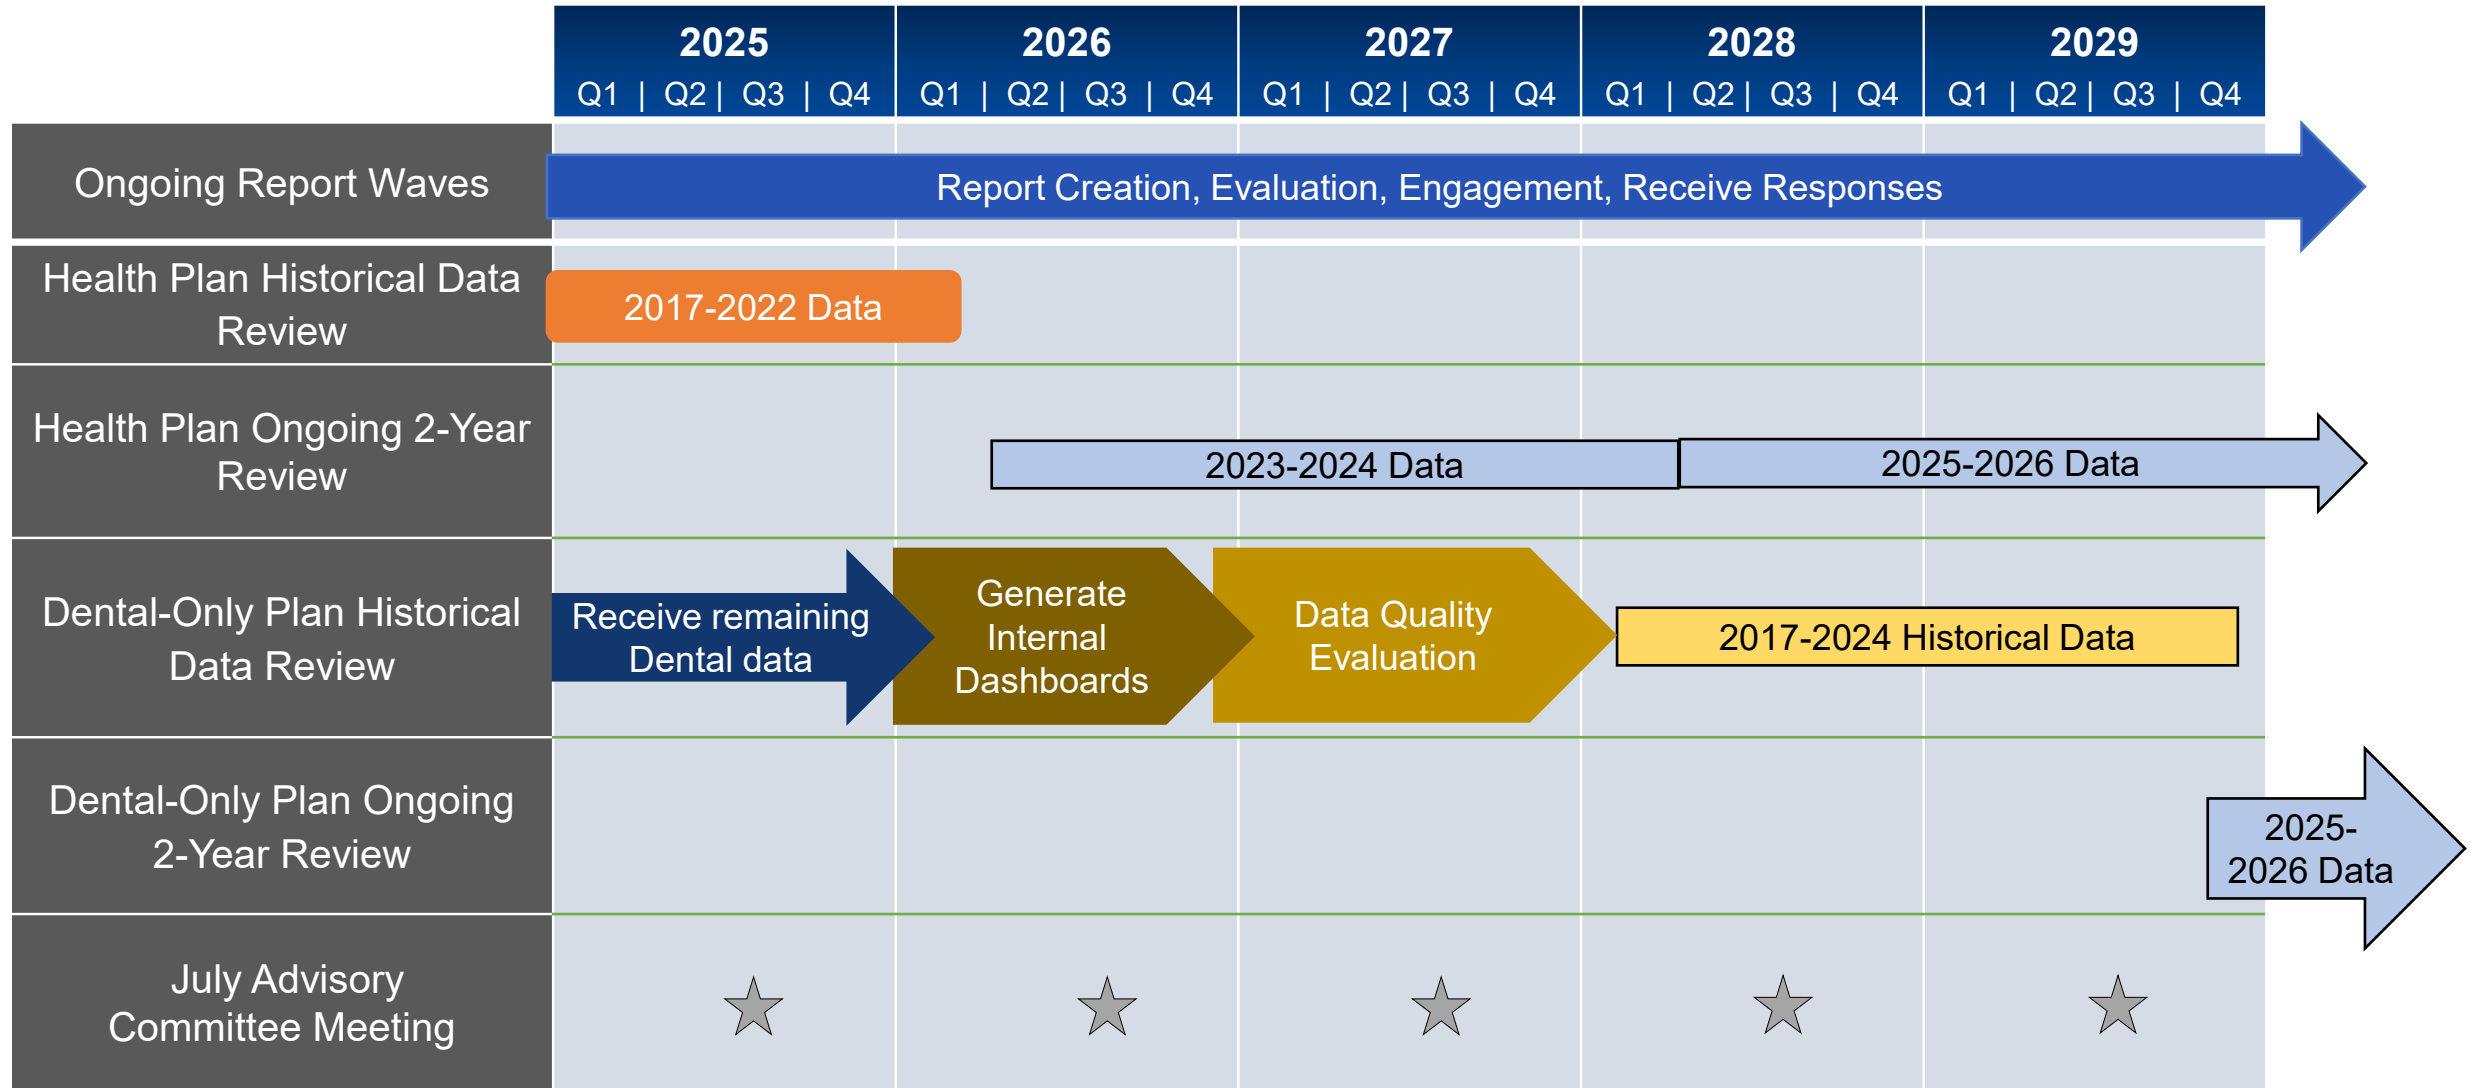 2025
2026
2027
2028
2029
Q1 | Q2 | Q3 | Q4
Q1 | Q2 | Q3 | Q4
Q1 | Q2 | Q3 | Q4
Q1 | Q2 | Q3 | Q4
Q1 | Q2 | Q3 | Q4
Ongoing Report Waves
Report Creation, Evaluation, Engagement, Receive Responses
Health Plan Historical Data
Review
2017-2022 Data
Health Plan Ongoing 2-Year
Review
2023-2024 Data
2025-2026 Data
Dental-Only Plan Historical
Data Review
Receive remaining
Dental data
Generate
Internal
Dashboards
Data Quality
Evaluation
2017-2024 Historical Data
Dental-Only Plan Ongoing
2-Year Review
2025-
2026 Data
July Advisory
Committee Meeting